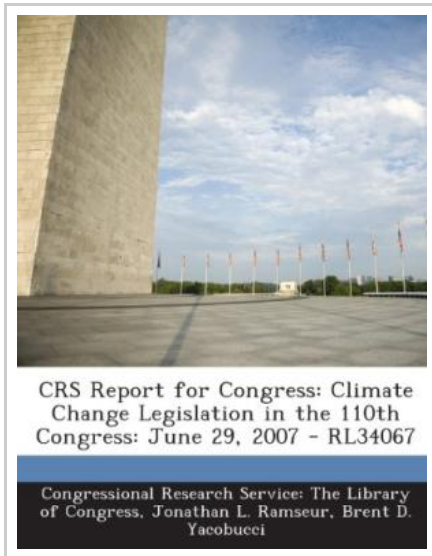 CRS Report for Congress: Climate
Change Legislation in the 110th
Congress: June 29, 2007 - RL34067
Congressional Research Service: The Library
of Congress, Jonathan L. Ramseur, Brent D.
Yacobucci